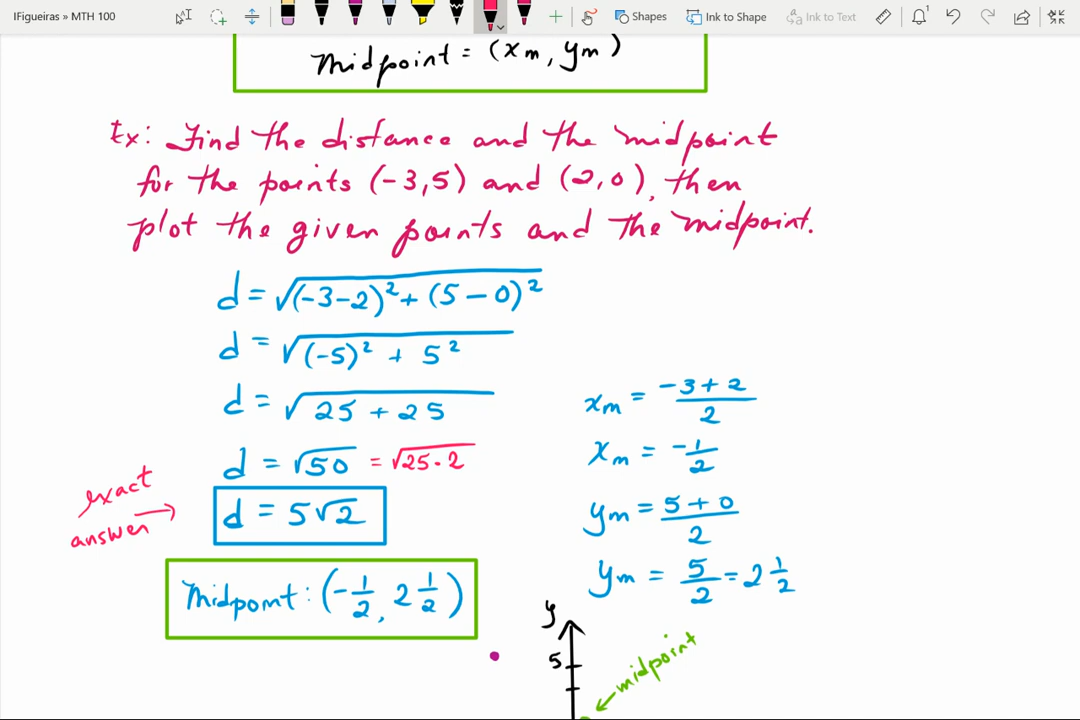 IFigueiras » MTH 100
Shapes
Ink to Shape
Ink to Text
1
midpoint = (xm, ym)
Ex: Find the distance and the midpoint
for the points (-3,5) and (2,0), then
plot the given points and the midpoint.
d = √(-3-2)² + (5-0)²
d = √(-5)² + 5²
d = √25 + 25
d = √50 = √25·2
exact
answer →
d = 5√2
Midpoint: (-1/2, 2 1/2)
xm = -3+2/2
xm = -1/2
ym = 5+0/2
ym = 5/2 = 2 1/2
y
5
midpoint